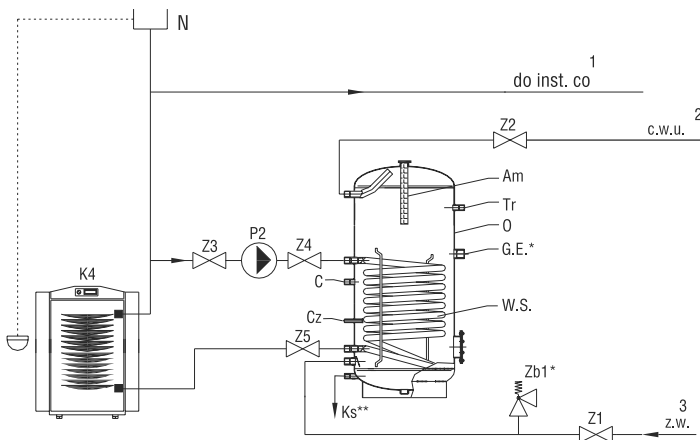 N
1
do inst. co
2
Z2
c.w.u.
Am
Tr
O
P2
Z3
Z4
G.E.*
K4
C
W.S.
Cz
Z5
Zb1*
Ks**
Z1
3
z.w.